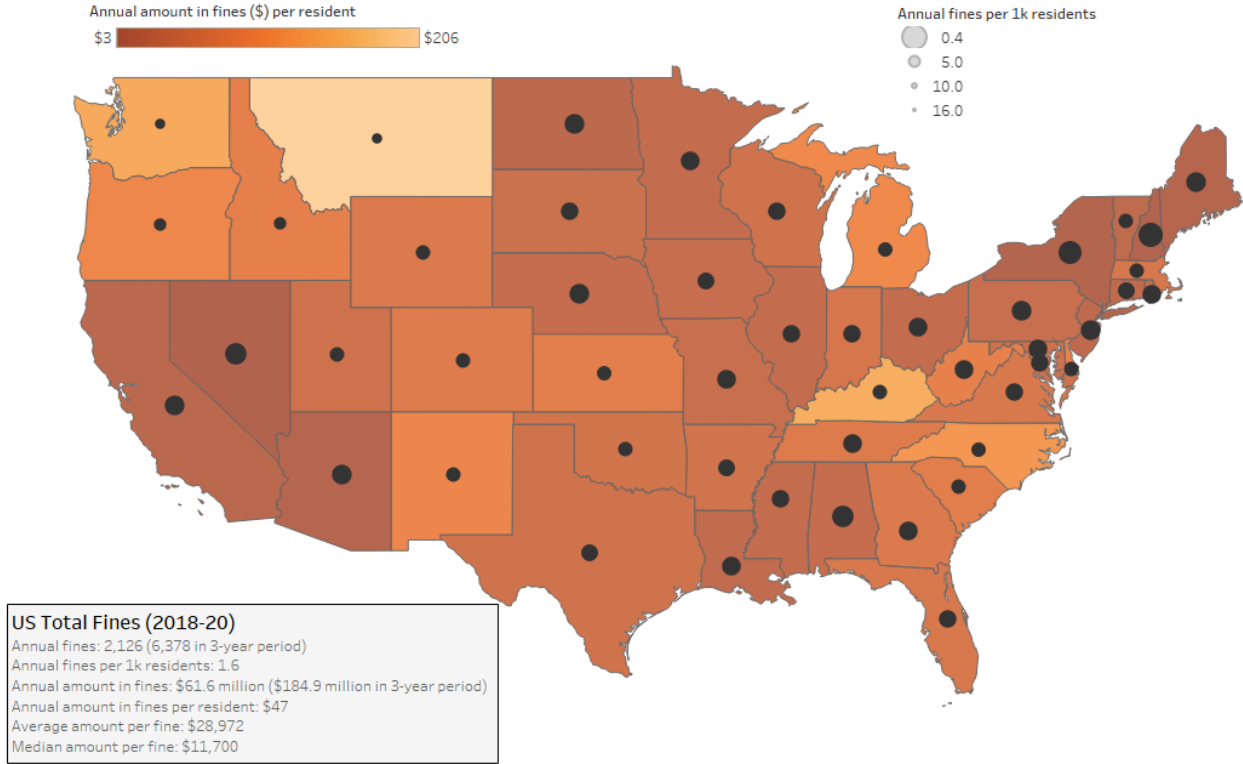 Annual amount in fines ($) per resident
$3 $206
Annual fines per 1k residents
0.4
5.0
10.0
16.0
US Total Fines (2018-20)
Annual fines: 2,126 (6,378 in 3-year period)
Annual fines per 1k residents: 1.6
Annual amount in fines: $61.6 million ($184.9 million in 3-year period)
Annual amount in fines per resident: $47
Average amount per fine: $28,972
Median amount per fine: $11,700